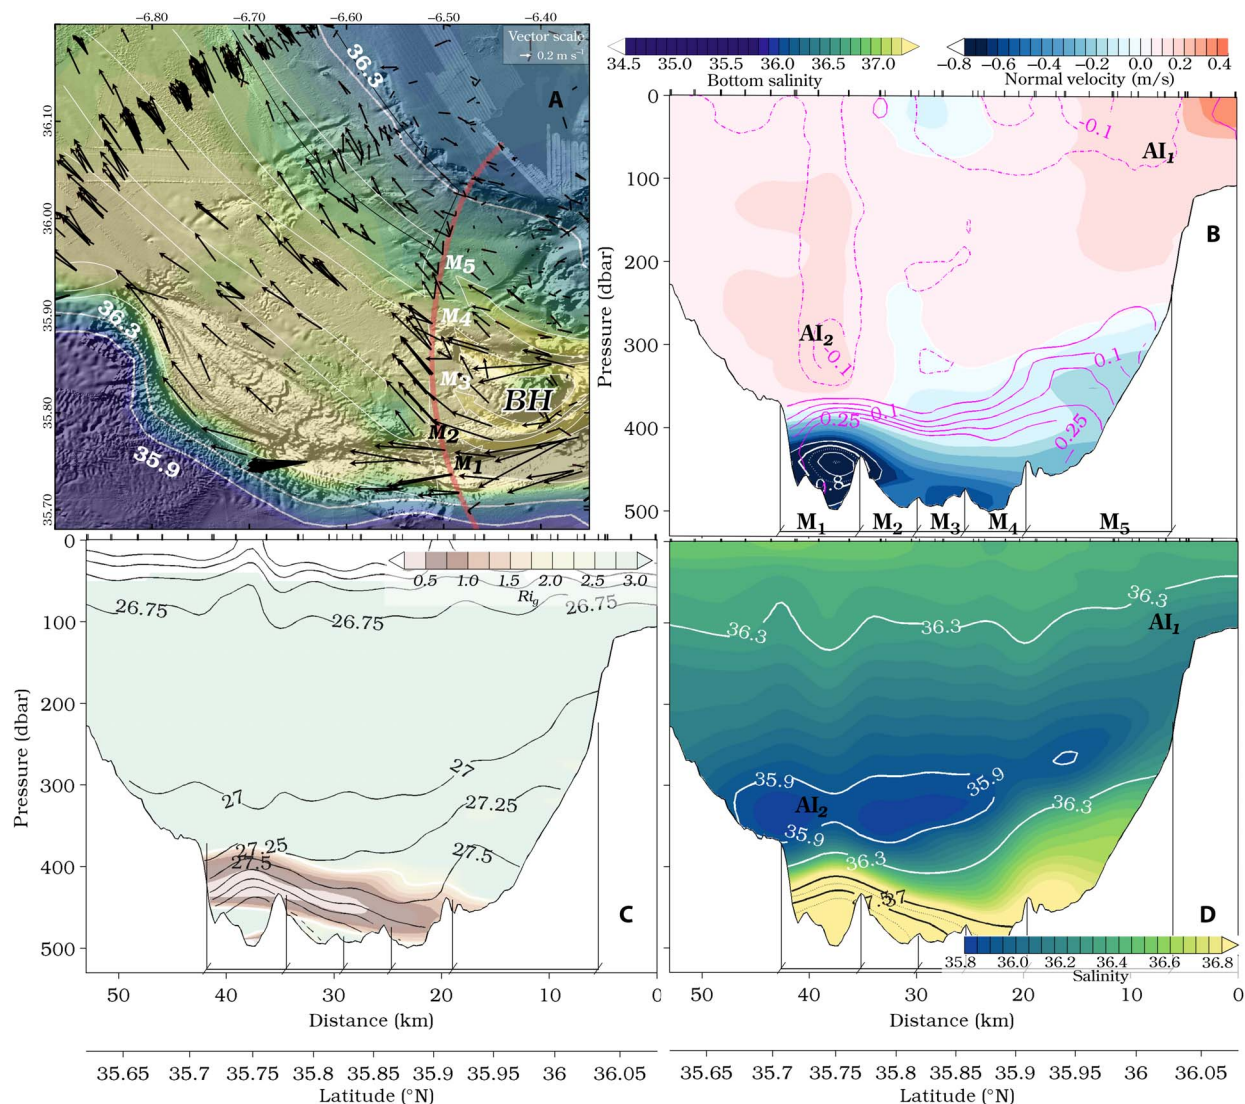 −6.80 −6.70 −6.60 −6.50 −6.40
Vector scale
0.2 m s⁻¹
A
36.3
36.10
36.00
35.90
35.80
35.70
M5
M4
M3
M2
M1
BH
36.3
35.9
34.5 35.0 35.5 36.0 36.5 37.0
Bottom salinity
−0.8 −0.6 −0.4 −0.2 0.0 0.2 0.4
Normal velocity (m/s)
0
100
200
300
400
500
Pressure (dbar)
-0.1
AI1
B
AI2
-0.1
0.1
0.25
0.1
0.25
0.8
M1 M2 M3 M4 M5
0
100
200
300
400
500
Pressure (dbar)
0.5 1.0 1.5 2.0 2.5 3.0
Rig
26.75
26.75
26.75
27
27
27.25
27.25
27.5
27.5
C
50 40 30 20 10 0
Distance (km)
35.65 35.7 35.75 35.8 35.85 35.9 35.95 36 36.05
Latitude (°N)
36.3
36.3
36.3
AI1
35.9
35.9
AI2
35.9
36.3
36.3
37
D
35.8 36.0 36.2 36.4 36.6 36.8
Salinity
50 40 30 20 10 0
Distance (km)
35.65 35.7 35.75 35.8 35.85 35.9 35.95 36 36.05
Latitude (°N)